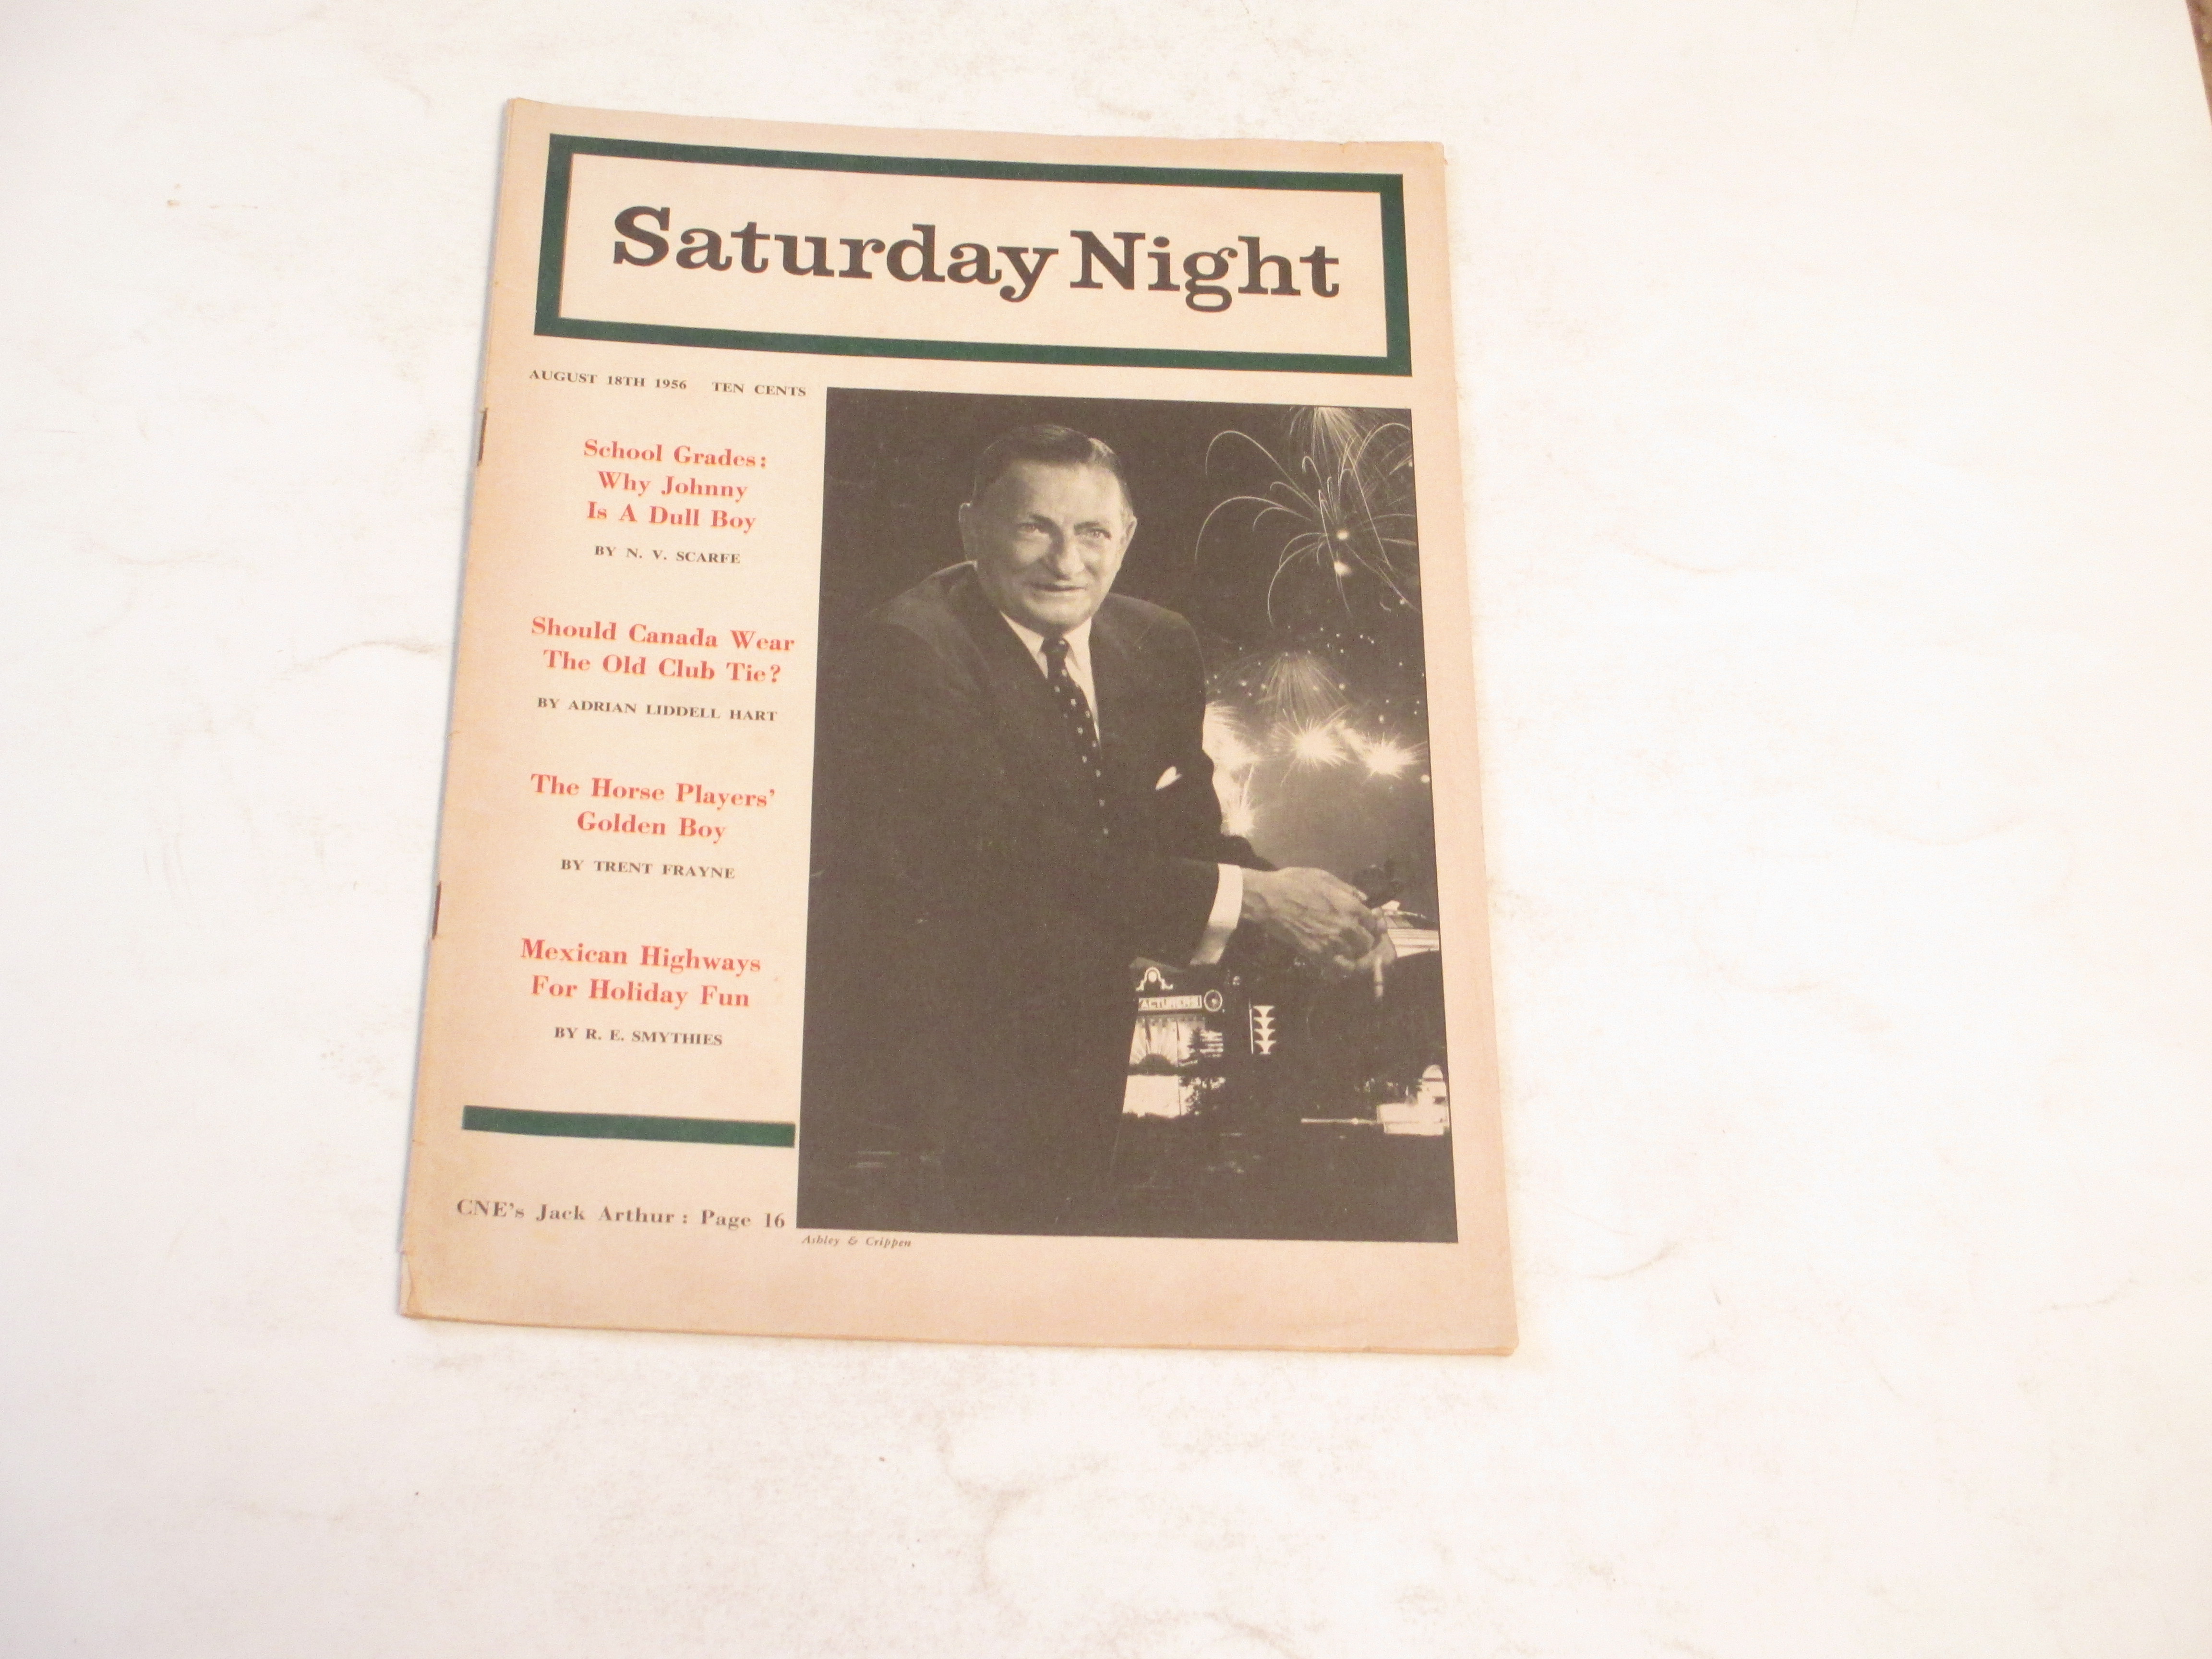 Saturday Night
AUGUST 18TH 1956 TEN CENTS
School Grades:
Why Johnny
Is A Dull Boy
BY N. V. SCARFE
Should Canada Wear
The Old Club Tie?
BY ADRIAN LIDDELL HART
The Horse Players'
Golden Boy
BY TRENT FRAYNE
Mexican Highways
For Holiday Fun
BY R. E. SMYTHIES
CNE's Jack Arthur: Page 16
Ashley & Crippen
ACTURERS